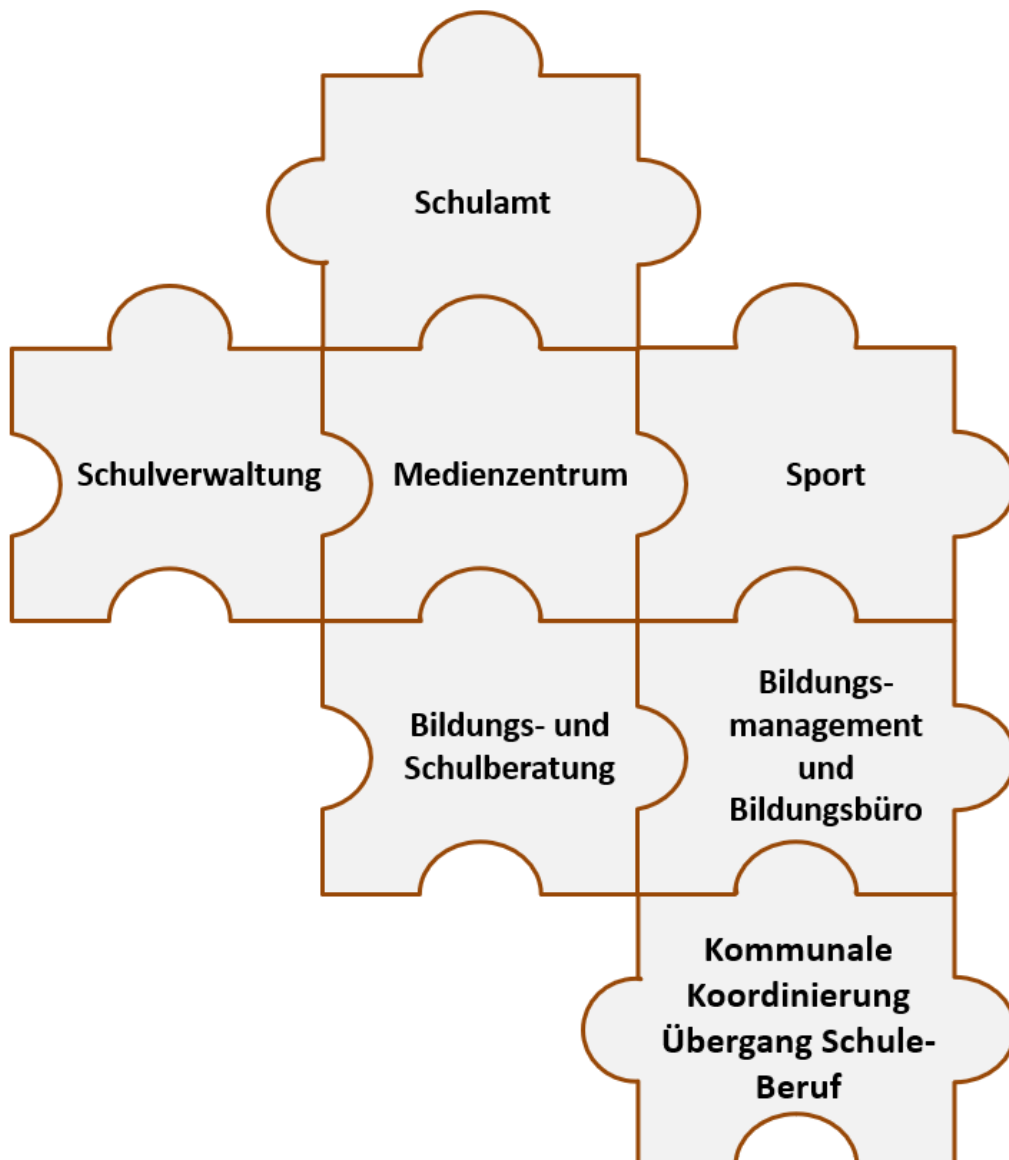 Schulamt
Schulverwaltung
Medienzentrum
Sport
Bildungs- und
Schulberatung
Bildungs-
management
und
Bildungsbüro
Kommunale
Koordinierung
Übergang Schule-
Beruf